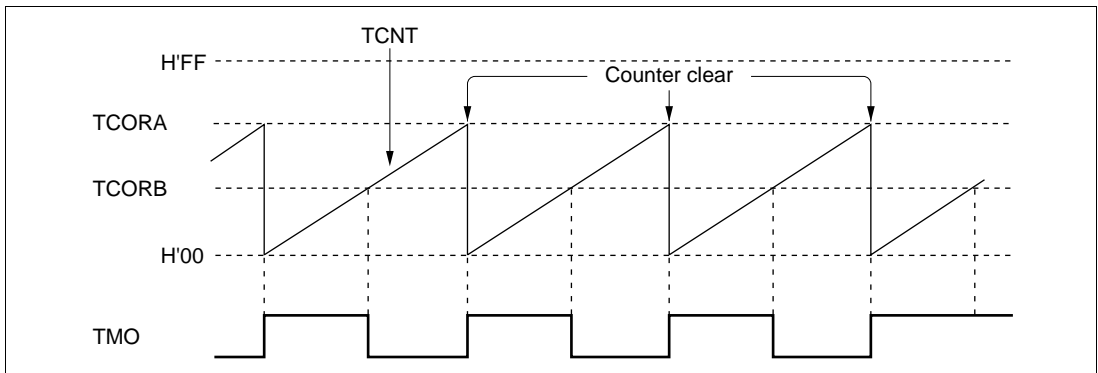 TCNT
H'FF
Counter clear
TCORA
TCORB
H'00
TMO